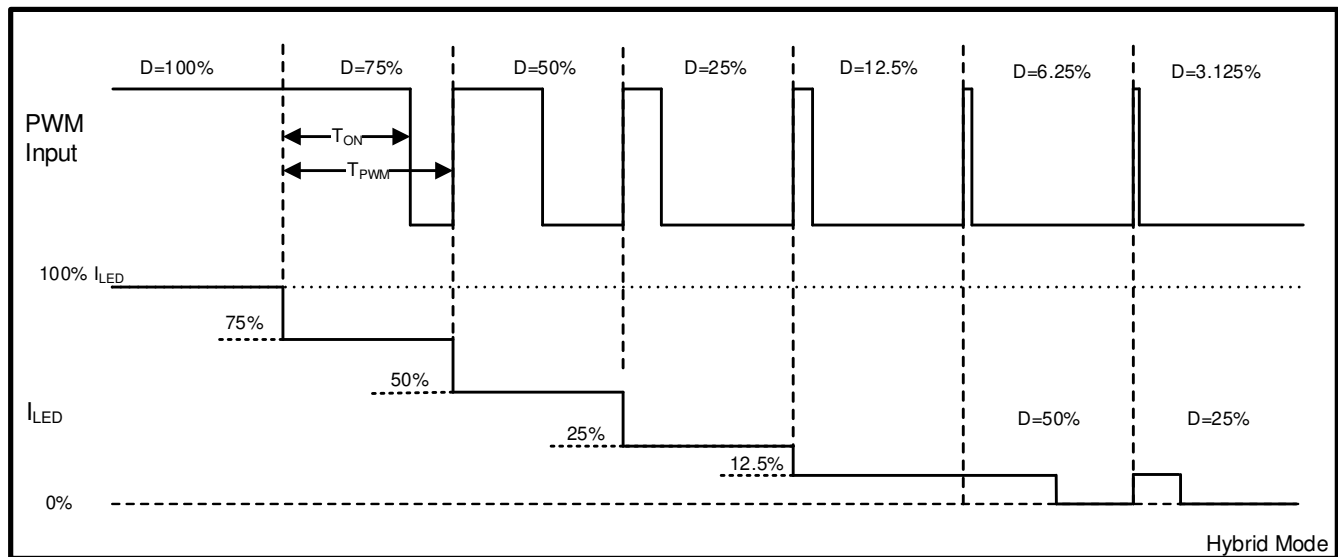 D=100% D=75% D=50% D=25% D=12.5% D=6.25% D=3.125%
PWM
Input
TON
TPWM
100% ILED
75%
50%
ILED
25%
12.5%
D=50% D=25%
0%
Hybrid Mode